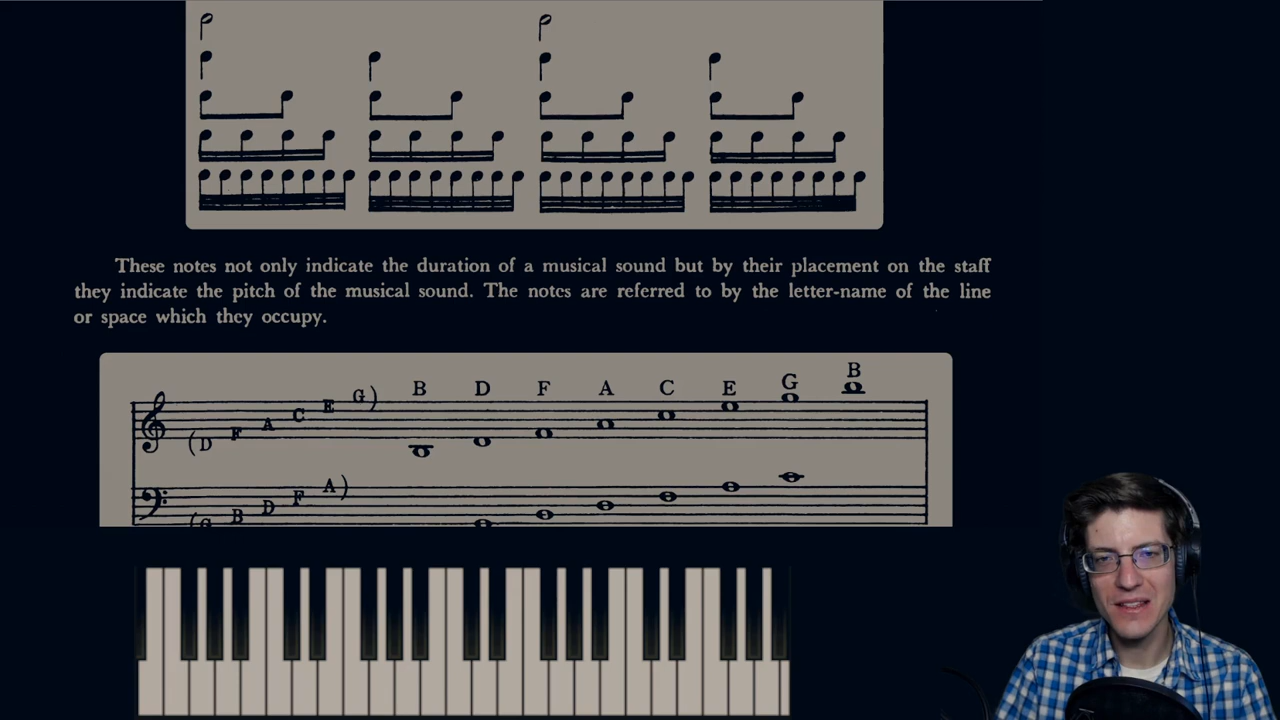 These notes not only indicate the duration of a musical sound but by their placement on the staff
they indicate the pitch of the musical sound. The notes are referred to by the letter-name of the line
or space which they occupy.
B D F A C E G B
(D F A C E G)
(G B D F A)